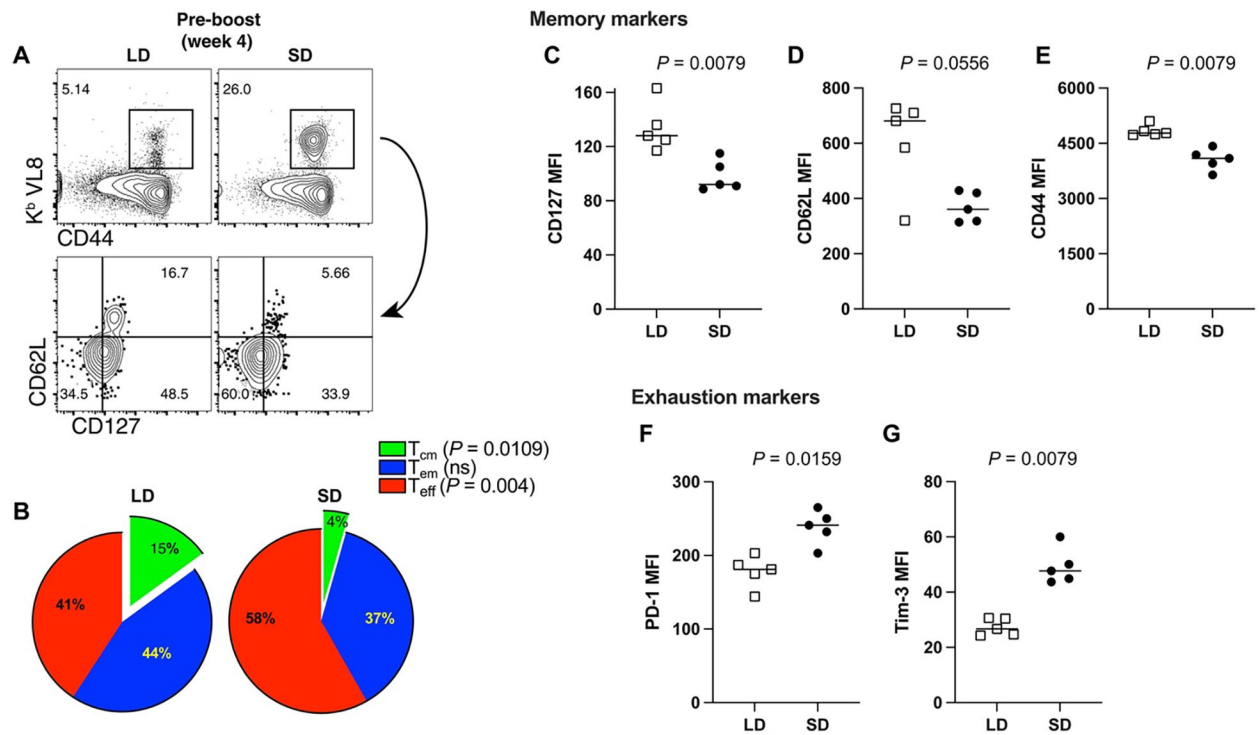 Pre-boost
(week 4)
A
LD
SD
5.14
26.0
Kᵇ VL8
CD44
16.7
5.66
34.5
48.5
60.0
33.9
CD62L
CD127
Tcm (P = 0.0109)
Tem (ns)
Teff (P = 0.004)
B
LD
SD
15%
44%
41%
4%
37%
58%
Memory markers
C
P = 0.0079
CD127 MFI
160
120
80
40
0
LD
SD
D
P = 0.0556
CD62L MFI
800
600
400
200
0
LD
SD
E
P = 0.0079
CD44 MFI
6000
4500
3000
1500
0
LD
SD
Exhaustion markers
F
P = 0.0159
PD-1 MFI
300
200
100
0
LD
SD
G
P = 0.0079
Tim-3 MFI
80
60
40
20
0
LD
SD